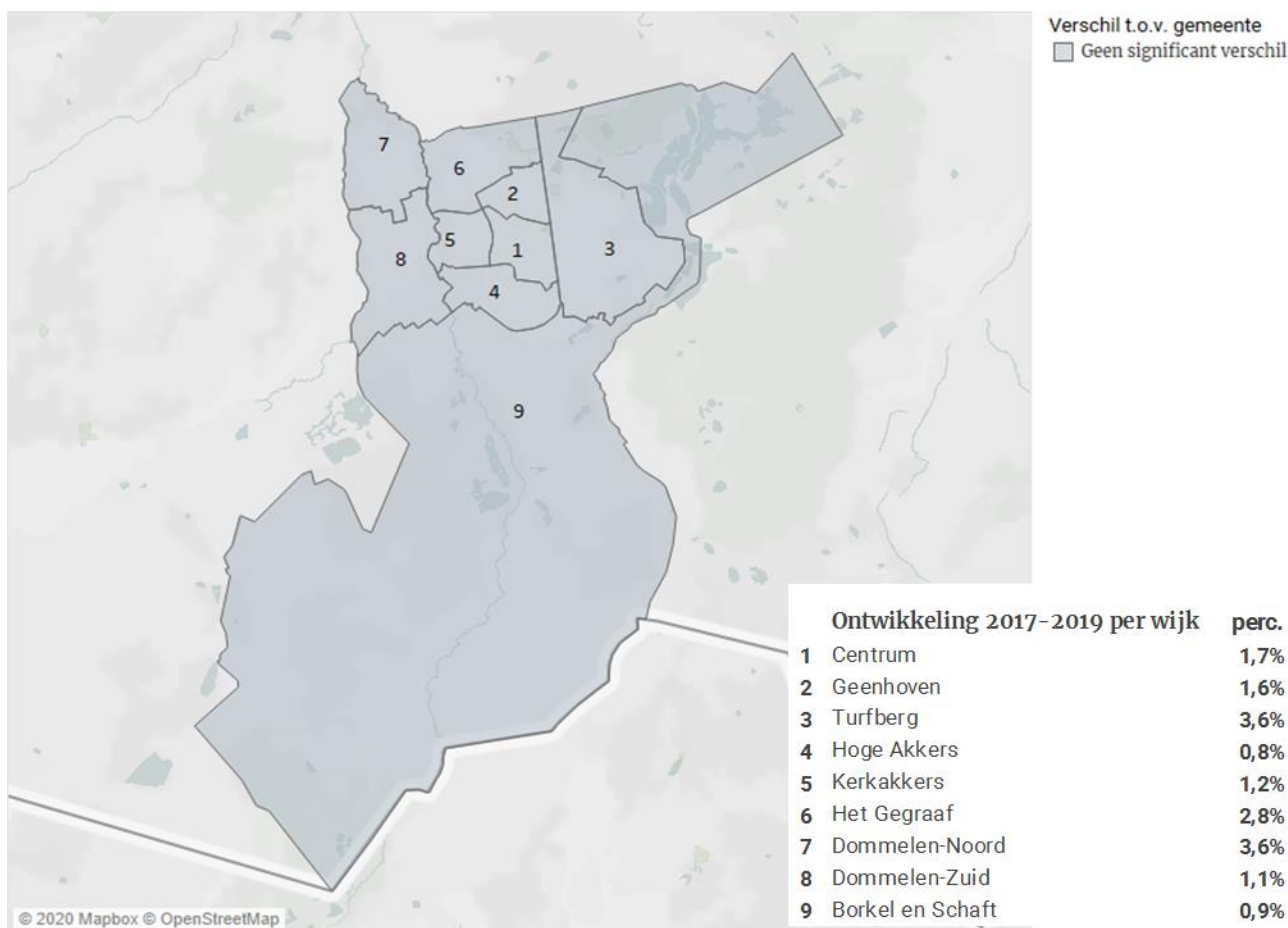 Verschil t.o.v. gemeente
Geen significant verschil
7
6
2
5
1
3
8
4
9
Ontwikkeling 2017-2019 per wijk perc.
1 Centrum 1,7%
2 Geenhoven 1,6%
3 Turfberg 3,6%
4 Hoge Akkers 0,8%
5 Kerkakkers 1,2%
6 Het Gegraaf 2,8%
7 Dommelen-Noord 3,6%
8 Dommelen-Zuid 1,1%
9 Borkel en Schaft 0,9%
© 2020 Mapbox © OpenStreetMap